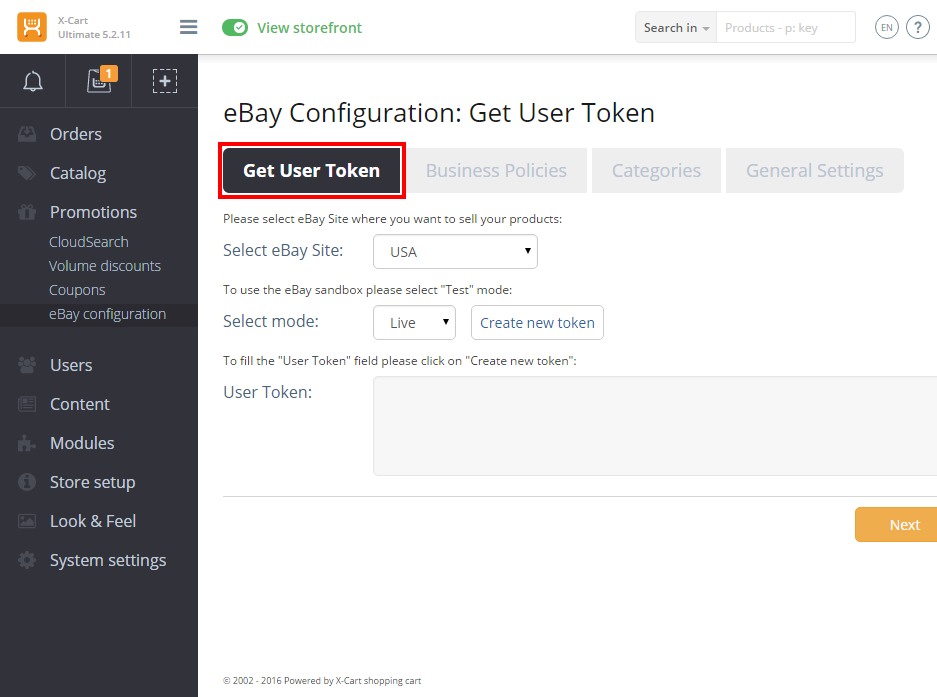 X-Cart
Ultimate 5.2.11
View storefront
Search in
Products - p: key
EN
?
1
Orders
Catalog
Promotions
CloudSearch
Volume discounts
Coupons
eBay configuration
Users
Content
Modules
Store setup
Look & Feel
System settings
eBay Configuration: Get User Token
Get User Token
Business Policies
Categories
General Settings
Please select eBay Site where you want to sell your products:
Select eBay Site:
USA
To use the eBay sandbox please select "Test" mode:
Select mode:
Live
Create new token
To fill the "User Token" field please click on "Create new token":
User Token:
Next
© 2002 - 2016 Powered by X-Cart shopping cart